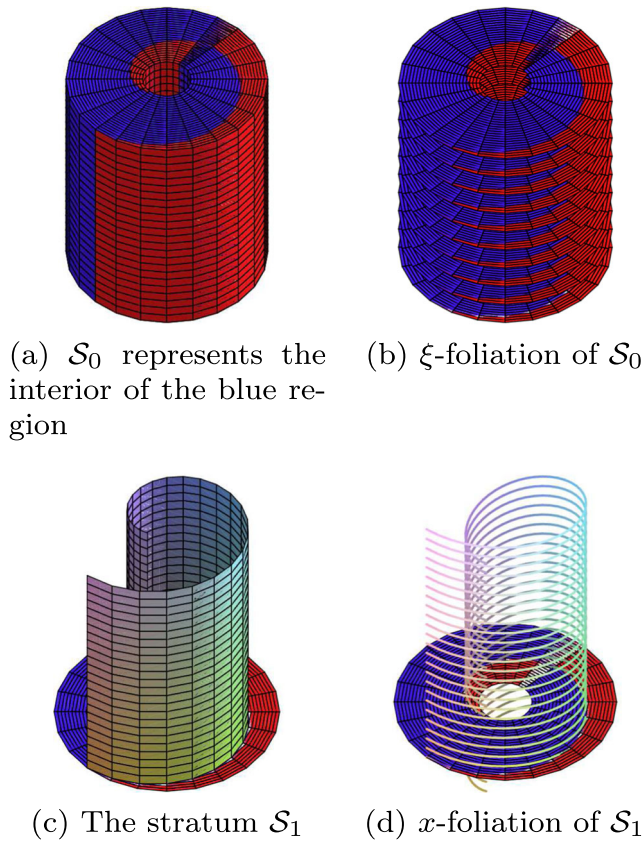 (a) 𝒮₀ represents the
interior of the blue re-
gion
(b) ξ-foliation of 𝒮₀
(c) The stratum 𝒮₁
(d) x-foliation of 𝒮₁